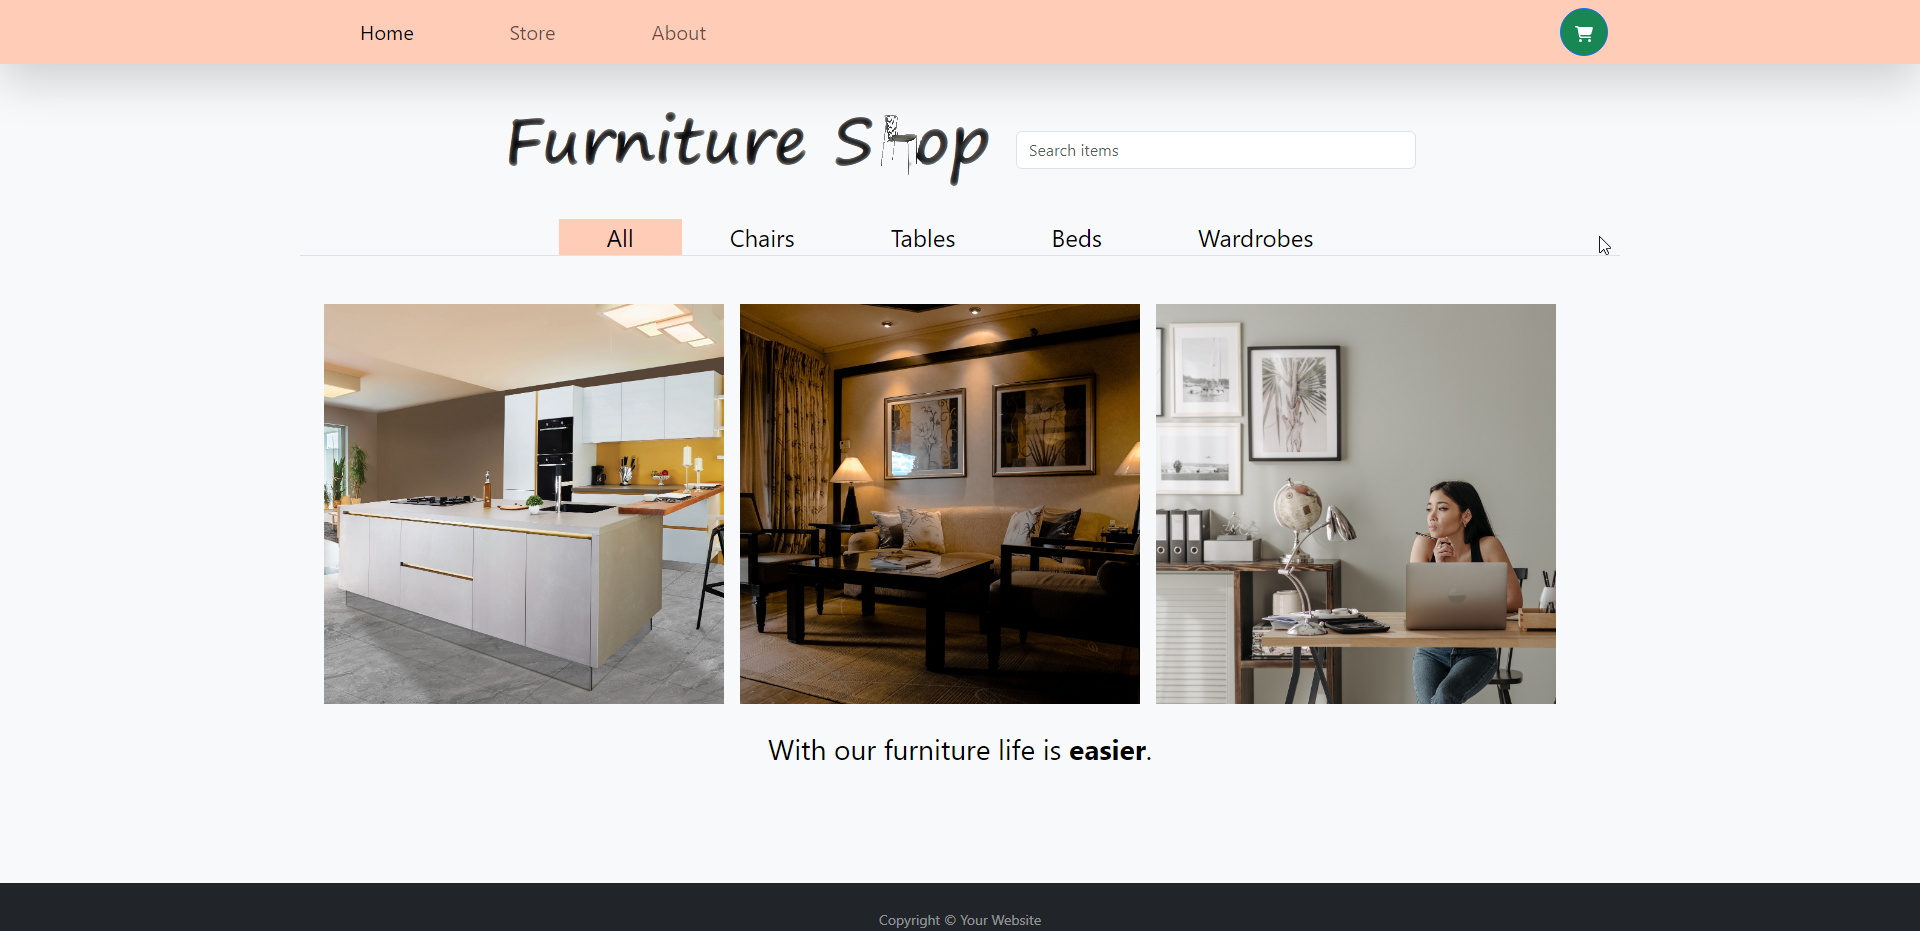 Home Store About
Furniture Shop
Search items
All Chairs Tables Beds Wardrobes
With our furniture life is easier.
Copyright © Your Website